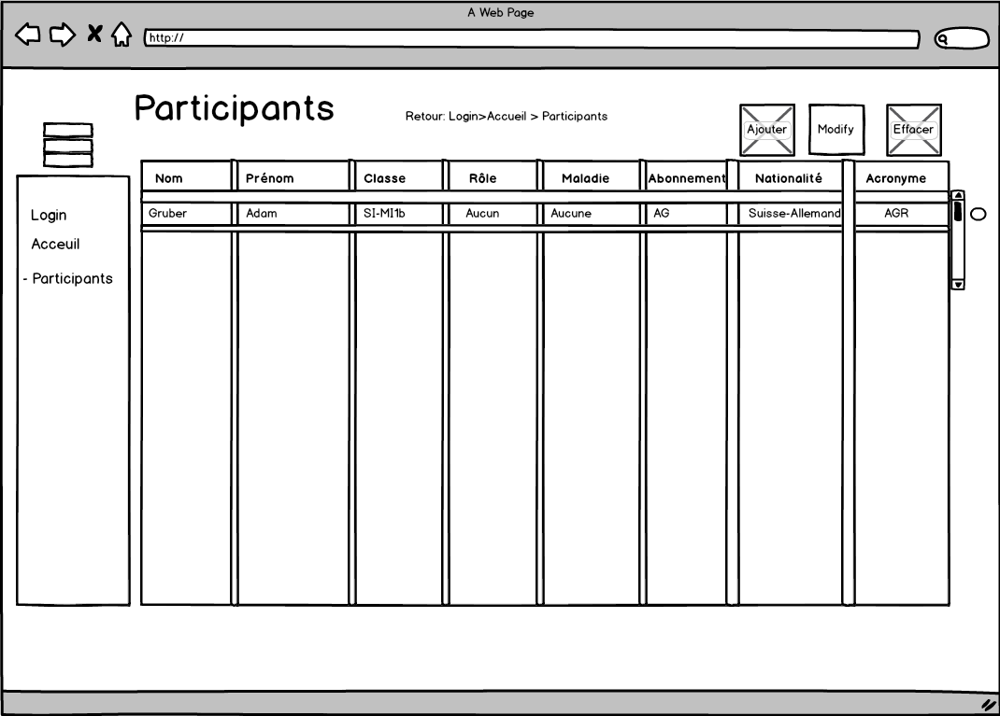 A Web Page
http://
Participants
Retour: Login>Accueil > Participants
Ajouter
Modify
Effacer
Nom Prénom Classe Rôle Maladie Abonnement Nationalité Acronyme
Gruber Adam SI-MI1b Aucun Aucune AG Suisse-Allemand AGR
Login
Acceuil
- Participants